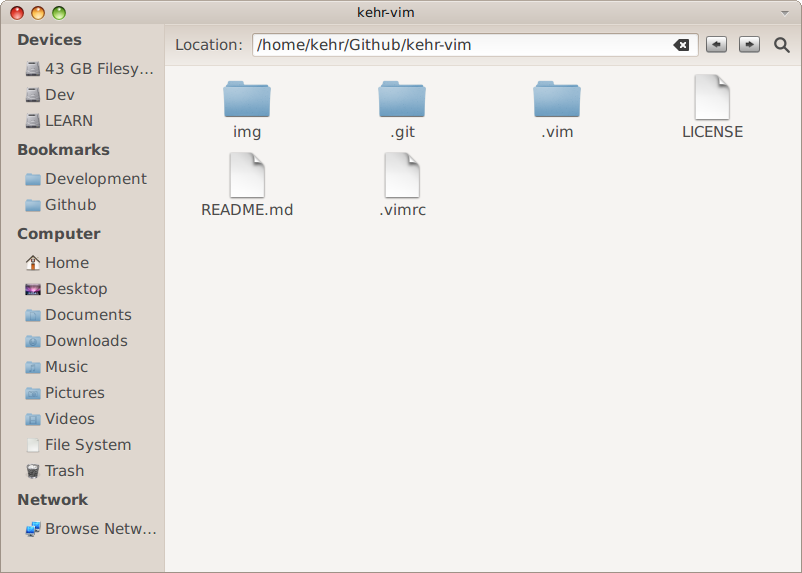 kehr-vim
Devices
43 GB Filesy...
Dev
LEARN
Bookmarks
Development
Github
Computer
Home
Desktop
Documents
Downloads
Music
Pictures
Videos
File System
Trash
Network
Browse Netw...
Location: /home/kehr/Github/kehr-vim
img .git .vim LICENSE
README.md .vimrc